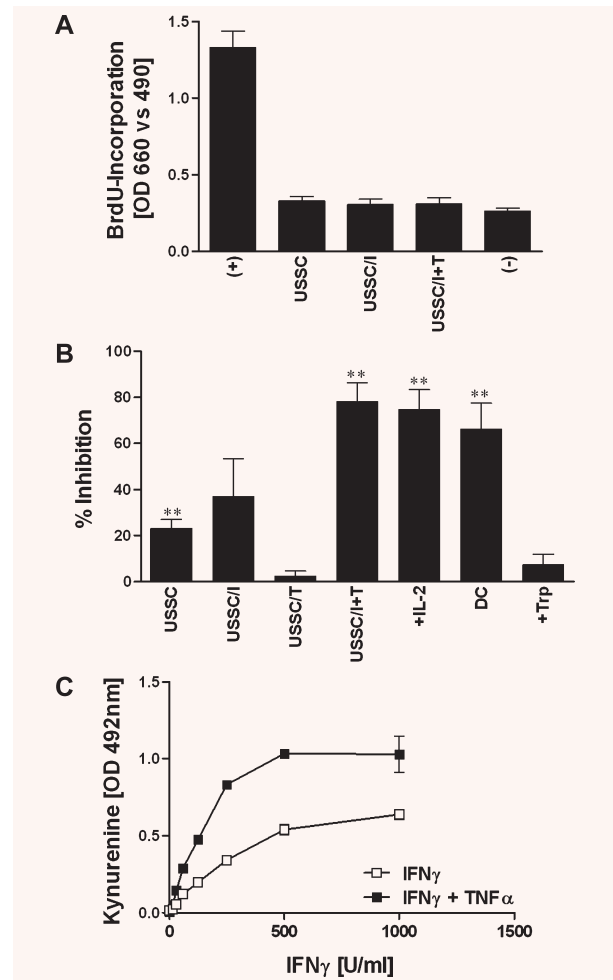 A
BrdU-Incorporation
[OD 660 vs 490]
1.5
1.0
0.5
0.0
(+)
USSC
USSC/I
USSC/I+T
(-)
B
% Inhibition
100
80
60
40
20
0
**
**
**
**
USSC
USSC/I
USSC/T
USSC/I+T
+IL-2
DC
+Trp
C
Kynurenine [OD 492nm]
1.5
1.0
0.5
0.0
IFNγ
IFNγ + TNFα
0 500 1000 1500
IFNγ [U/ml]